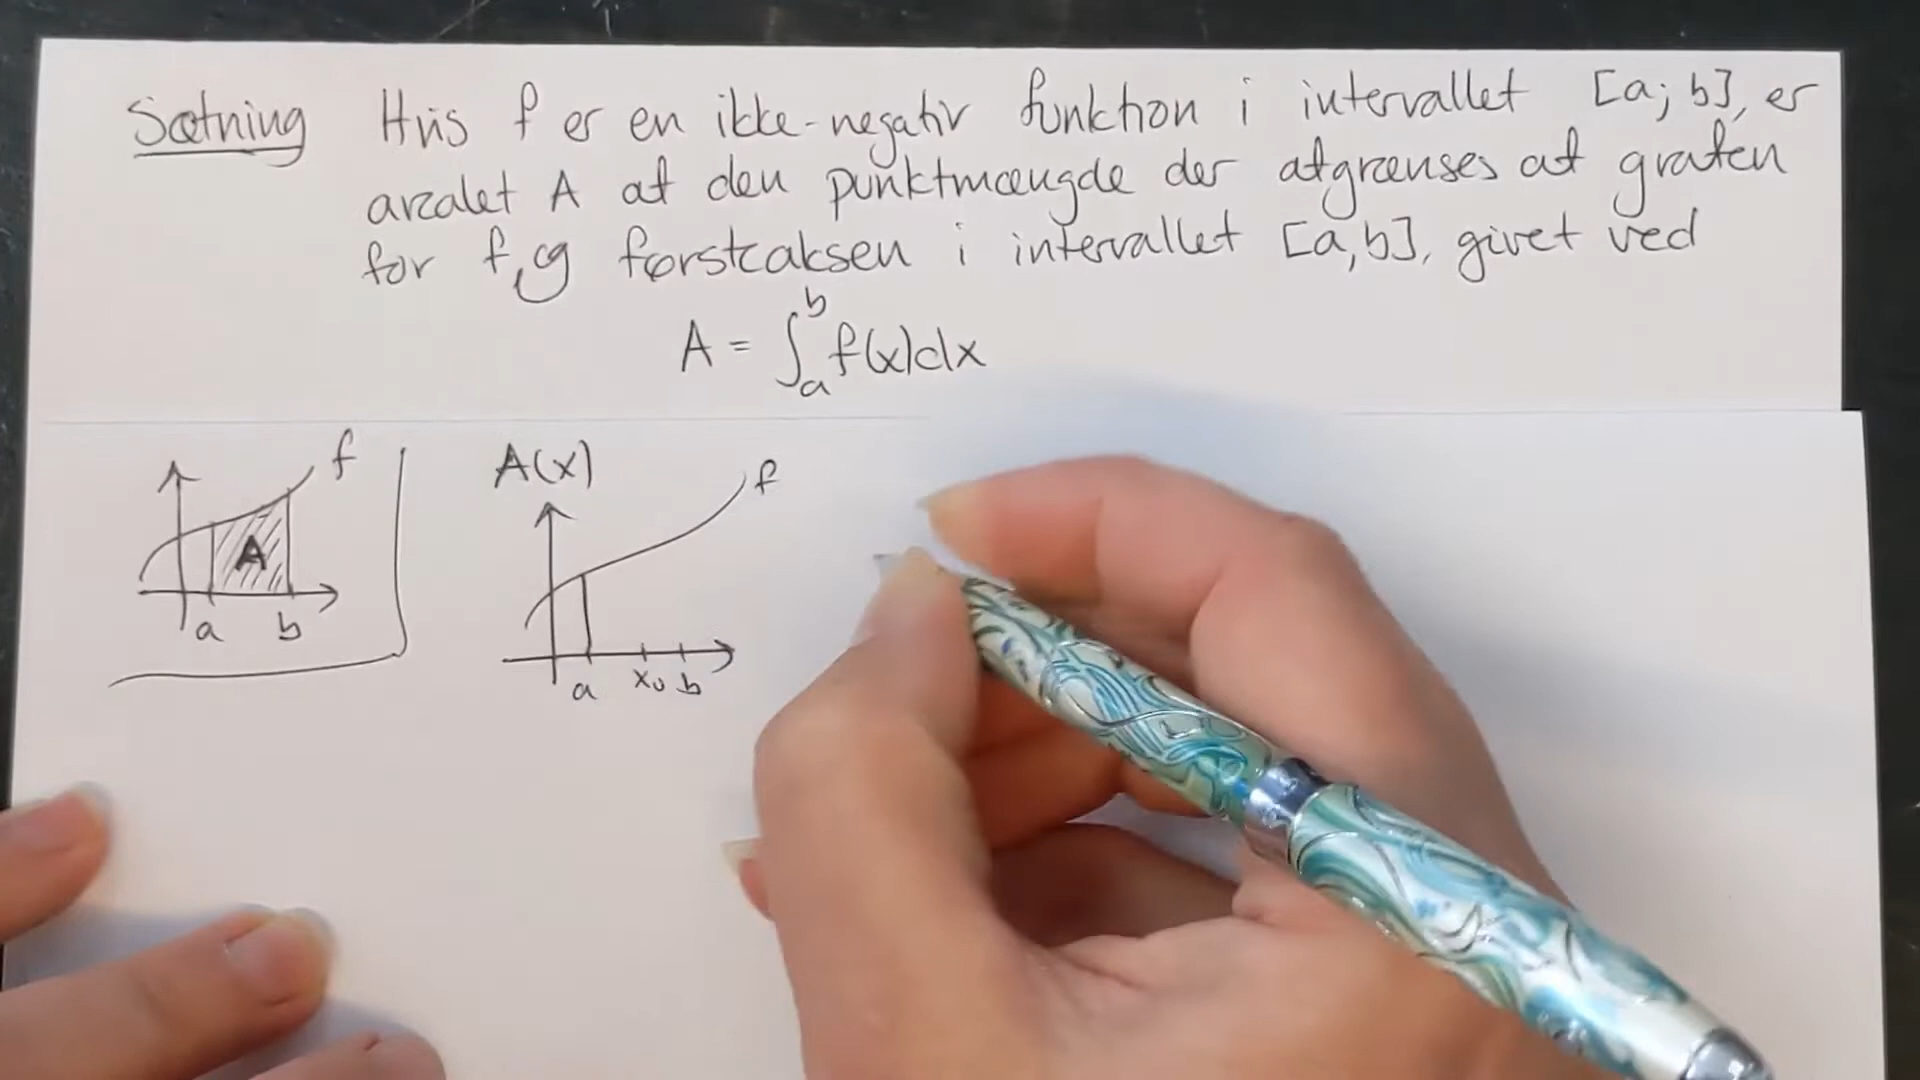 Sætning Hvis f er en ikke-negativ funktion i intervallet [a; b], er
arealet A af den punktmængde der afgrænses af grafen
for f, og førsteaksen i intervallet [a,b], givet ved
A = ∫_a^b f(x)dx
f
A
a b
A(x)
f
a x₀ b